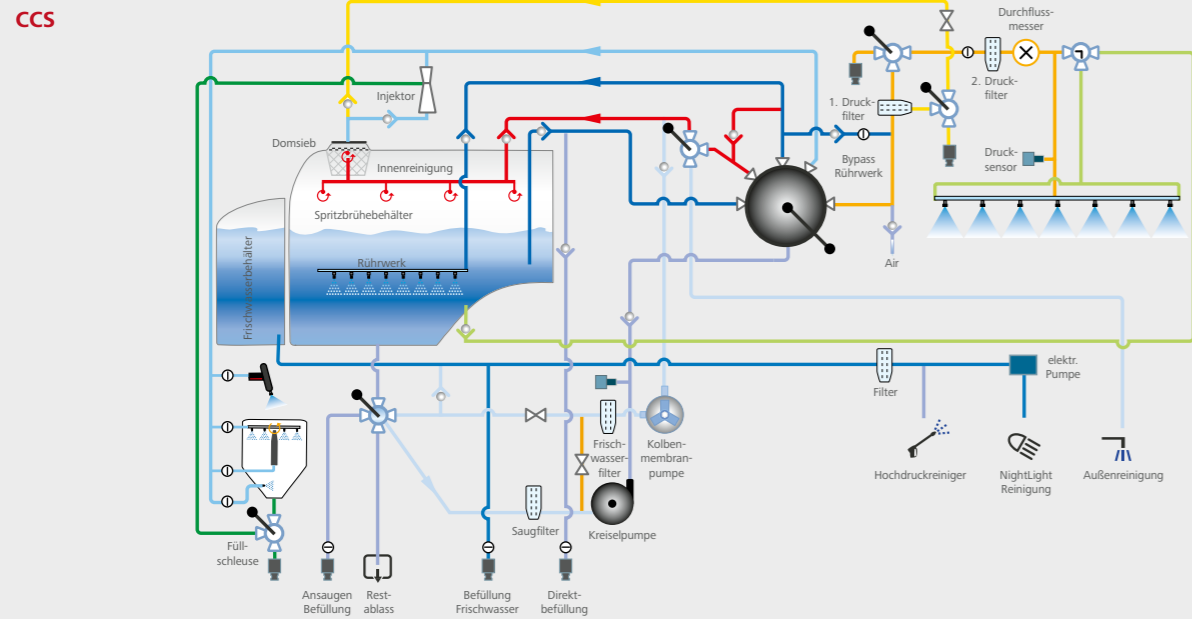 CCS
Durchfluss-
messer
2. Druck-
filter
1. Druck-
filter
Injektor
Domsieb
Innenreinigung
Bypass
Rührwerk
Druck-
sensor
Spritzbrühebehälter
Air
Rührwerk
Frischwasserbehälter
elektr.
Pumpe
Filter
Frisch-
wasser-
filter
Kolben-
membran-
pumpe
Hochdruckreiniger
NightLight
Reinigung
Außenreinigung
Saugfilter
Kreiselpumpe
Füll-
schleuse
Ansaugen
Befüllung
Rest-
ablass
Befüllung
Frischwasser
Direkt-
befüllung